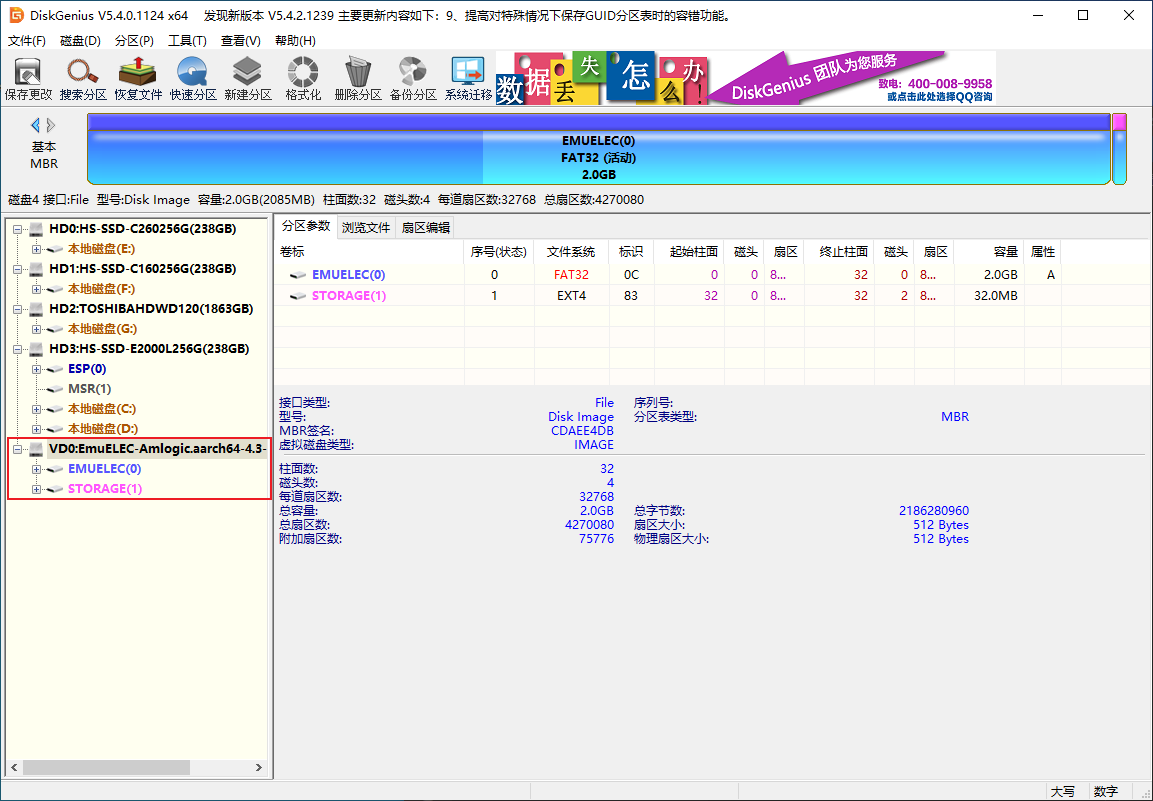 DiskGenius V5.4.0.1124 x64 发现新版本 V5.4.2.1239 主要更新内容如下：9、提高对特殊情况下保存GUID分区表时的容错功能。
文件(F) 磁盘(D) 分区(P) 工具(T) 查看(V) 帮助(H)
保存更改 搜索分区 恢复文件 快速分区 新建分区 格式化 删除分区 备份分区 系统迁移
数据丢失怎么办！
DiskGenius 团队为您服务
致电：400-008-9958
或点击此处选择QQ咨询
基本
MBR
EMUELEC(0)
FAT32 (活动)
2.0GB
磁盘4 接口:File 型号:Disk Image 容量:2.0GB(2085MB) 柱面数:32 磁头数:4 每道扇区数:32768 总扇区数:4270080
HD0:HS-SSD-C260256G(238GB)
本地磁盘(E:)
HD1:HS-SSD-C160256G(238GB)
本地磁盘(F:)
HD2:TOSHIBAHDWD120(1863GB)
本地磁盘(G:)
HD3:HS-SSD-E2000L256G(238GB)
ESP(0)
MSR(1)
本地磁盘(C:)
本地磁盘(D:)
VD0:EmuELEC-Amlogic.aarch64-4.3-
EMUELEC(0)
STORAGE(1)
分区参数 浏览文件 扇区编辑
卷标 序号(状态) 文件系统 标识 起始柱面 磁头 扇区 终止柱面 磁头 扇区 容量 属性
EMUELEC(0) 0 FAT32 0C 0 0 8... 32 0 8... 2.0GB A
STORAGE(1) 1 EXT4 83 32 0 8... 32 2 8... 32.0MB
接口类型: File 序列号:
型号: Disk Image 分区表类型: MBR
MBR签名: CDAEE4DB
虚拟磁盘类型: IMAGE
柱面数: 32
磁头数: 4
每道扇区数: 32768
总容量: 2.0GB 总字节数: 2186280960
总扇区数: 4270080 扇区大小: 512 Bytes
附加扇区数: 75776 物理扇区大小: 512 Bytes
大写 数字